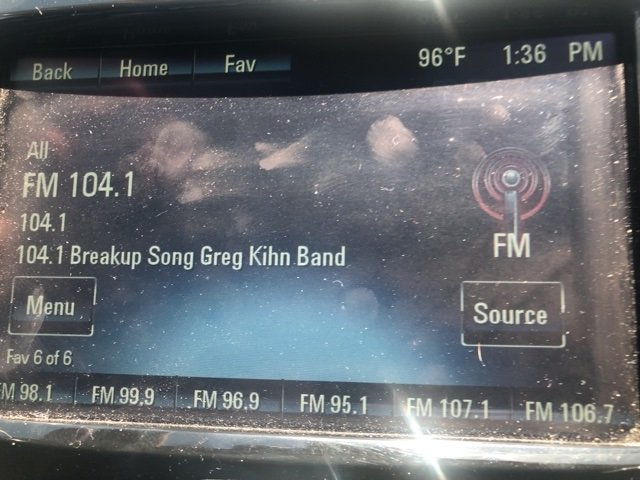 Back Home Fav 96°F 1:36 PM
All
FM 104.1
104.1
104.1 Breakup Song Greg Kihn Band
FM
Menu
Source
Fav 6 of 6
FM 98.1 FM 99.9 FM 96.9 FM 95.1 FM 107.1 FM 106.7